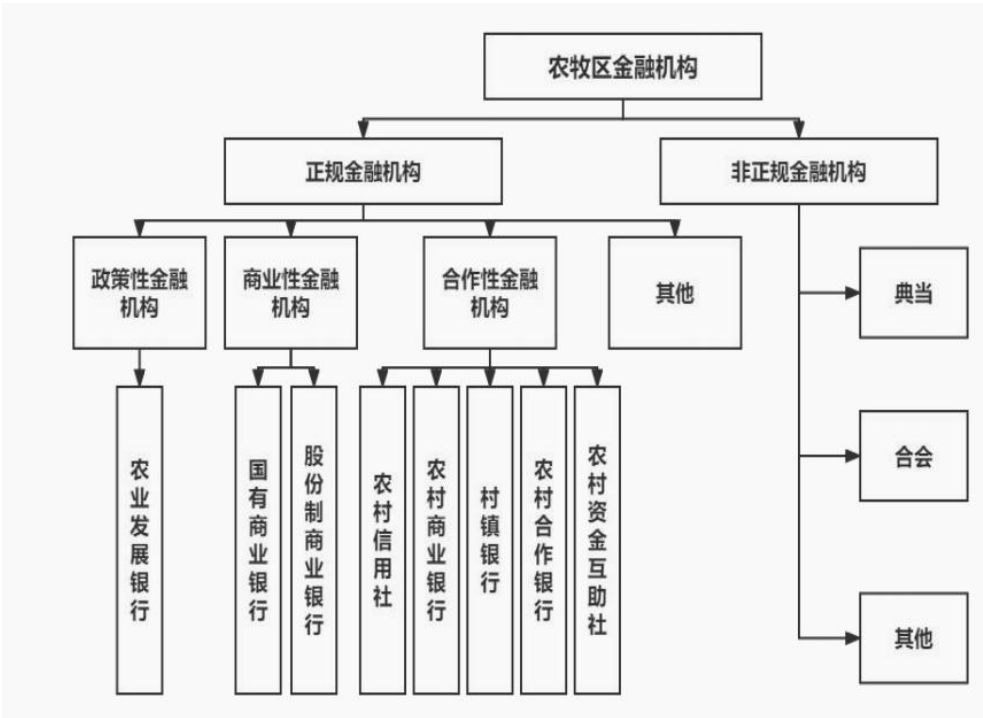 农牧区金融机构
正规金融机构
非正规金融机构
政策性金融
机构
商业性金融
机构
合作性金融
机构
其他
典当
合会
其他
农业发展银行
国有商业银行
股份制商业银行
农村信用社
农村商业银行
村镇银行
农村合作银行
农村资金互助社